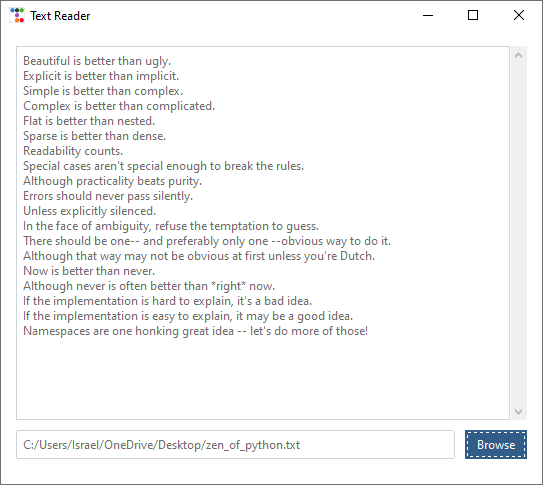 Text Reader
Beautiful is better than ugly.
Explicit is better than implicit.
Simple is better than complex.
Complex is better than complicated.
Flat is better than nested.
Sparse is better than dense.
Readability counts.
Special cases aren't special enough to break the rules.
Although practicality beats purity.
Errors should never pass silently.
Unless explicitly silenced.
In the face of ambiguity, refuse the temptation to guess.
There should be one-- and preferably only one --obvious way to do it.
Although that way may not be obvious at first unless you're Dutch.
Now is better than never.
Although never is often better than *right* now.
If the implementation is hard to explain, it's a bad idea.
If the implementation is easy to explain, it may be a good idea.
Namespaces are one honking great idea -- let's do more of those!
C:/Users/Israel/OneDrive/Desktop/zen_of_python.txt
Browse